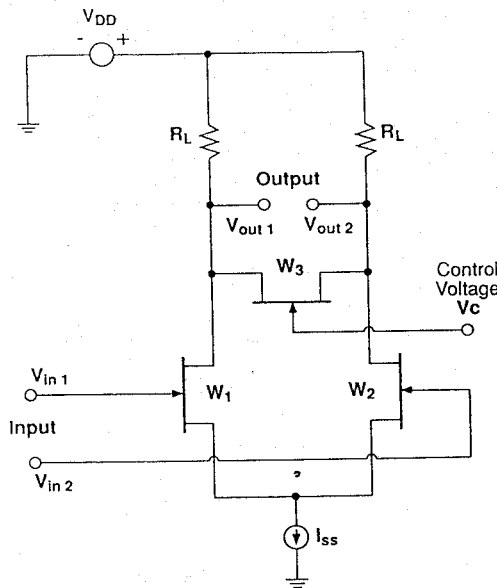 V_DD
- +
R_L
R_L
Output
V_out 1
V_out 2
W_3
Control
Voltage
Vc
V_in 1
W_1
W_2
Input
V_in 2
I_ss